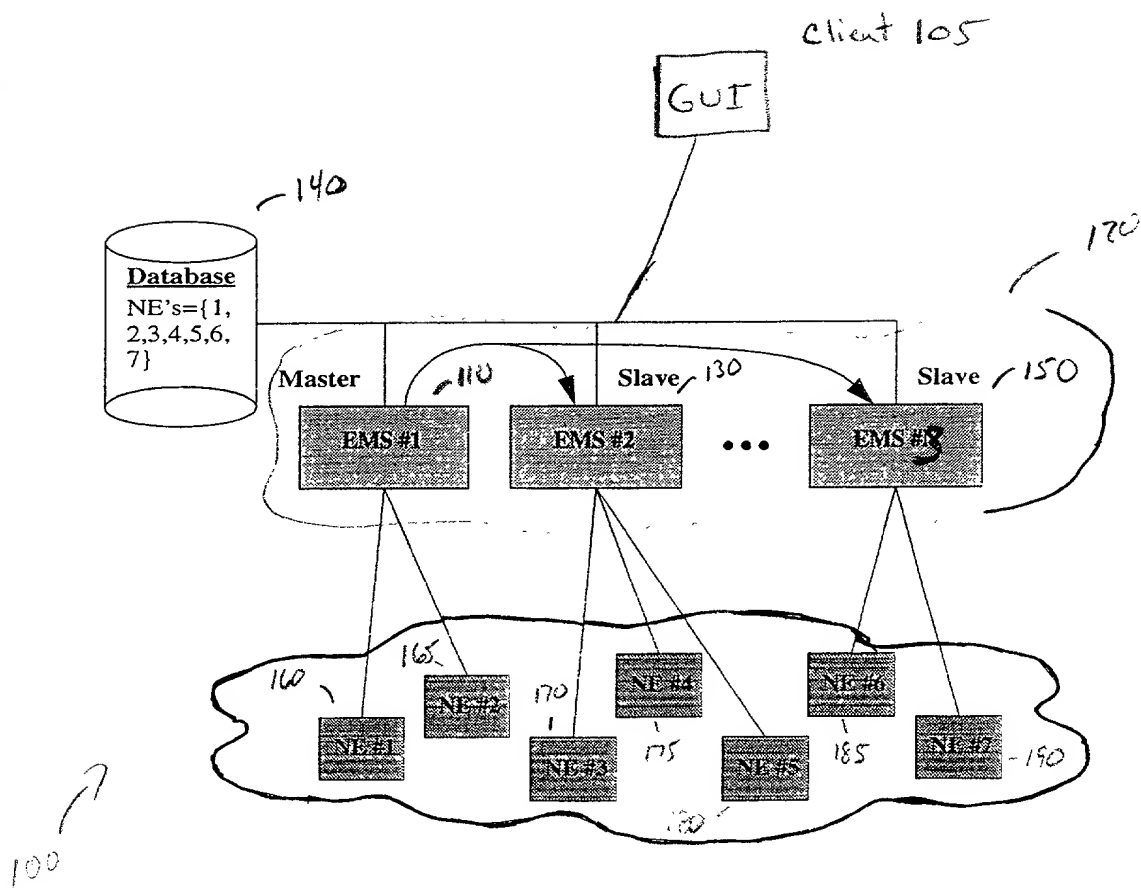 Client 105
GUI
140
120
Database
NE's={1,
2,3,4,5,6,
7}
Master
110
Slave
130
Slave
150
EMS #1
EMS #2
•••
EMS #3
165
160
170
NE #4
NE #6
NE #2
NE #1
175
185
NE #3
NE #5
NE #7
190
180
100